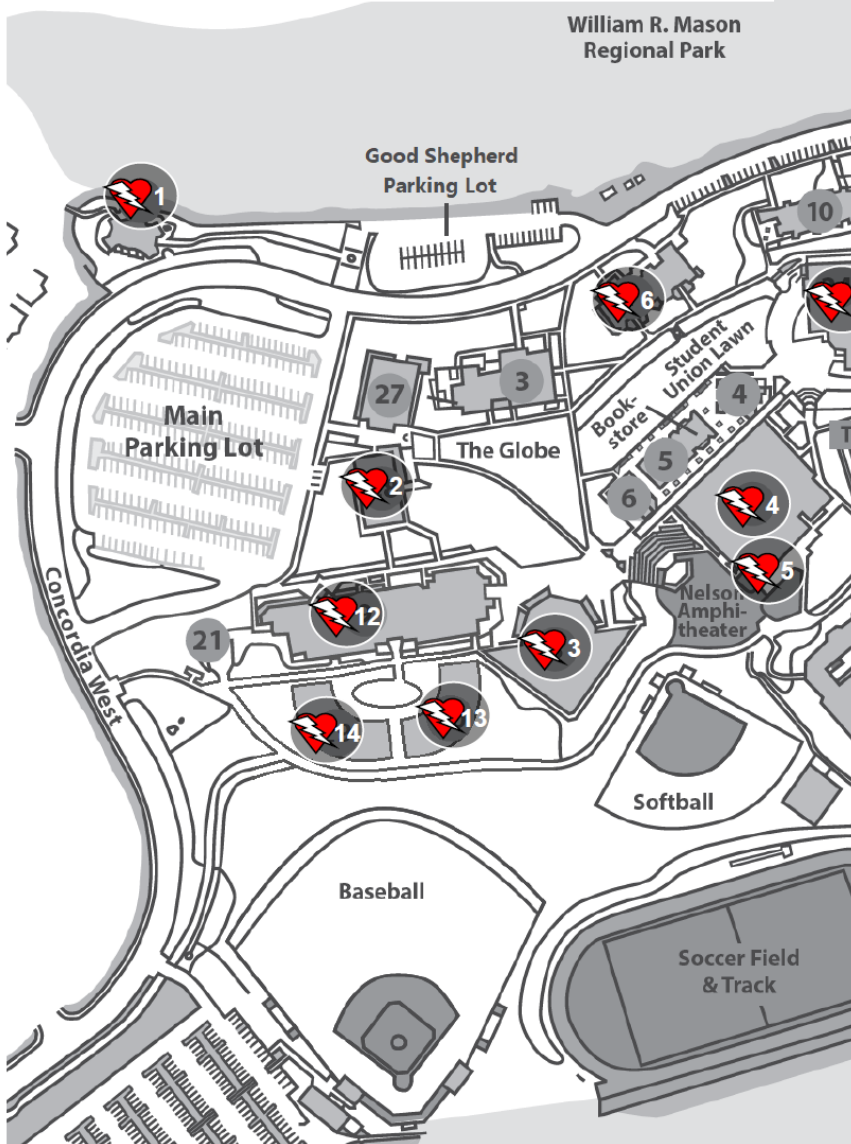 William R. Mason
Regional Park
Good Shepherd
Parking Lot
1
10
6
27
3
Student
Union Lawn
4
Main
Parking Lot
Book-
store
The Globe
5
2
6
4
5
Concordia West
12
Nelson
Amphi-
theater
21
3
14
13
Softball
Baseball
Soccer Field
& Track